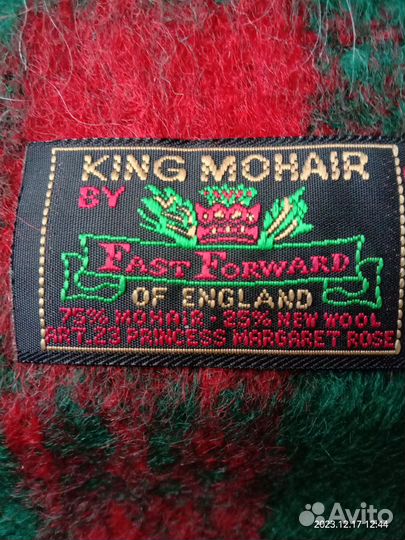 KING MOHAIR
BY
FAST FORWARD
OF ENGLAND
75% MOHAIR · 25% NEW WOOL
ART.29 PRINCESS MARGARET ROSE
Avito
2023.12.17 12:44